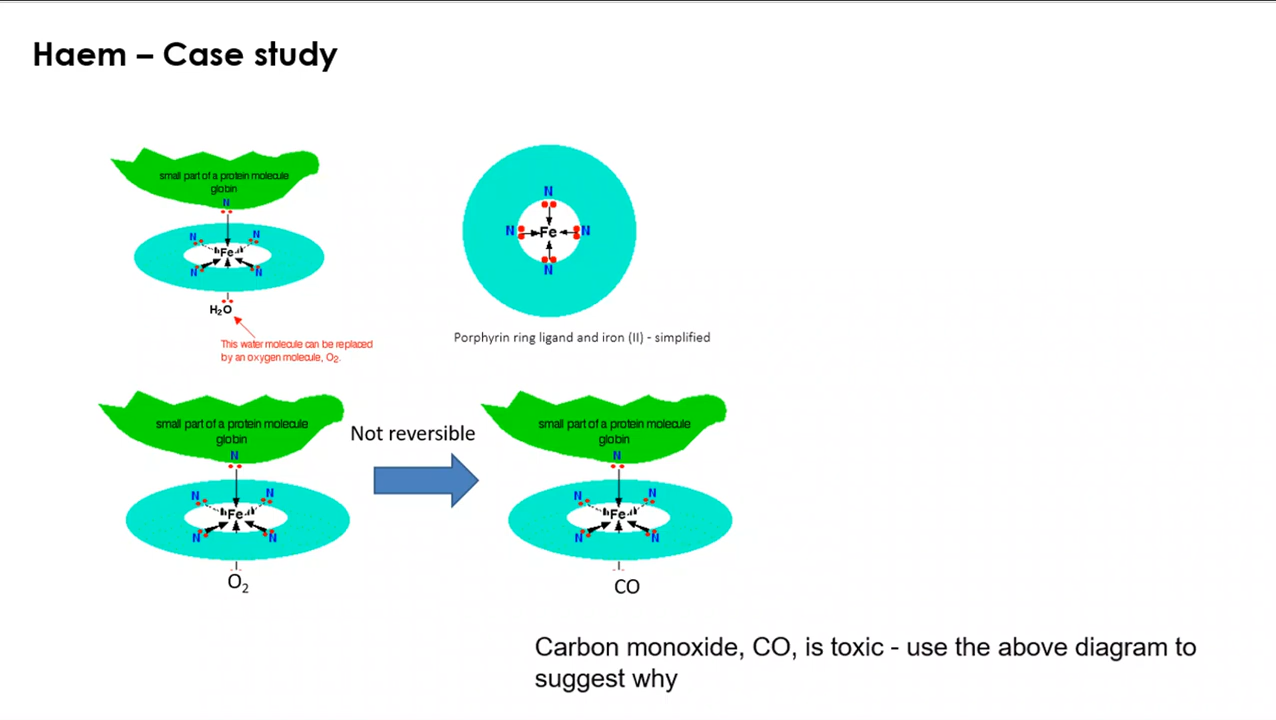 Haem – Case study
small part of a protein molecule
globin
N
N
N
Fe
N
N
H₂O
This water molecule can be replaced
by an oxygen molecule, O₂.
N
N
Fe
N
N
Porphyrin ring ligand and iron (II) - simplified
small part of a protein molecule
globin
N
N
N
Fe
N
N
O₂
Not reversible
small part of a protein molecule
globin
N
N
N
Fe
N
N
CO
Carbon monoxide, CO, is toxic - use the above diagram to
suggest why